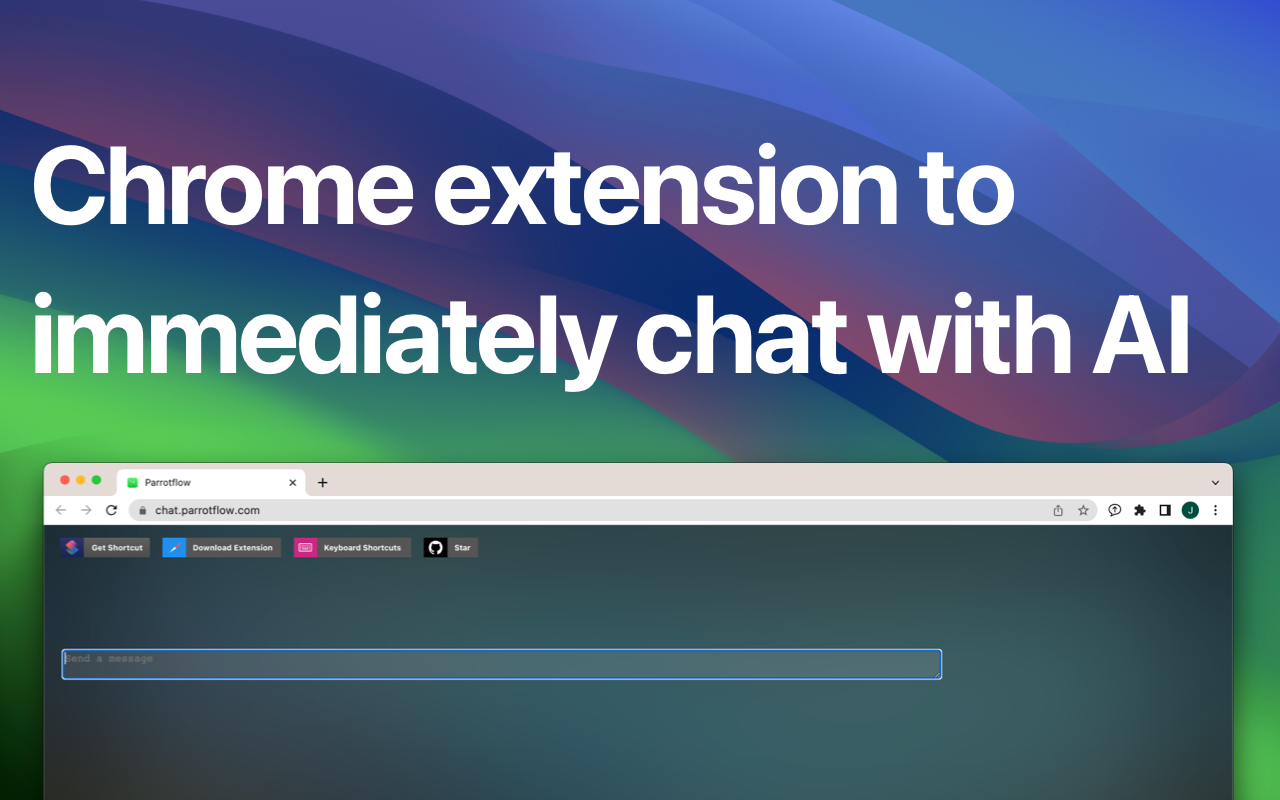 Chrome extension to
immediately chat with AI
Parrotflow
chat.parrotflow.com
J
Get Shortcut
Download Extension
Keyboard Shortcuts
Star
Send a message